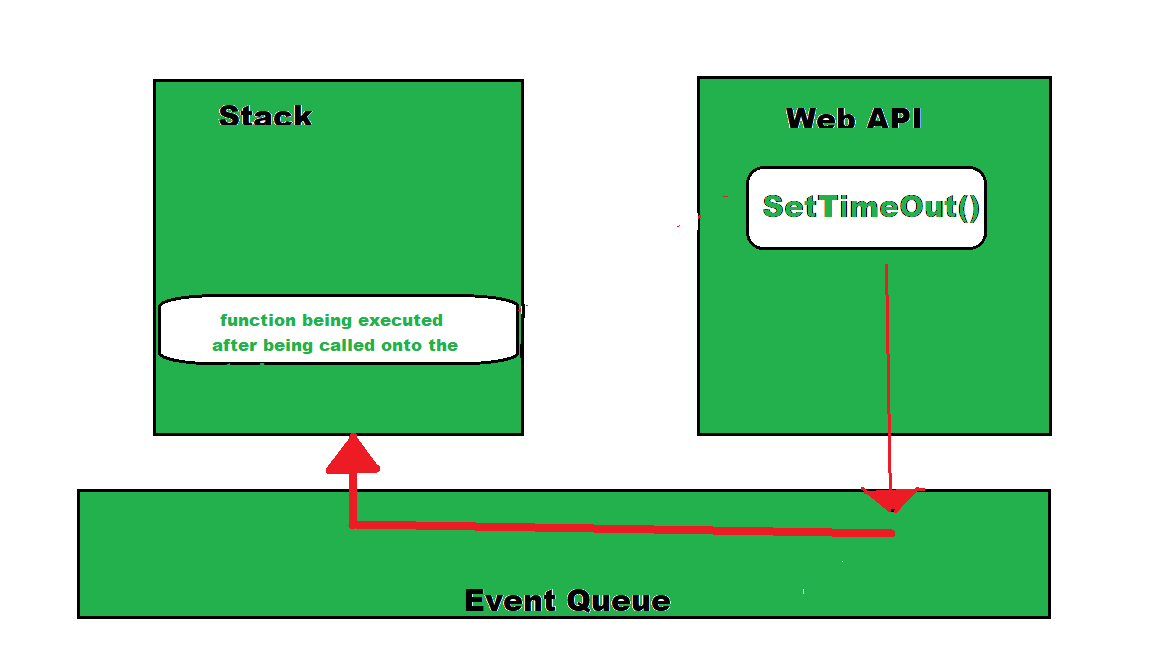 Stack
Web API
SetTimeOut()
function being executed
after being called onto the
Event Queue